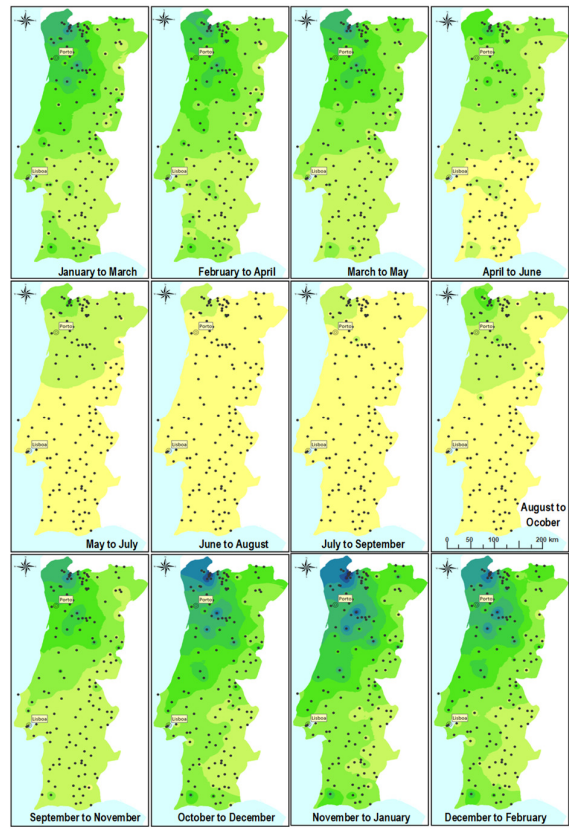 Porto
Lisboa
January to March
Porto
Lisboa
February to April
Porto
Lisboa
March to May
Porto
Lisboa
April to June
Porto
Lisboa
May to July
Porto
Lisboa
June to August
Porto
Lisboa
July to September
Porto
Lisboa
August to
Ocober
0 50 100 200 km
Porto
Lisboa
September to November
Porto
Lisboa
October to December
Porto
Lisboa
November to January
Porto
Lisboa
December to February